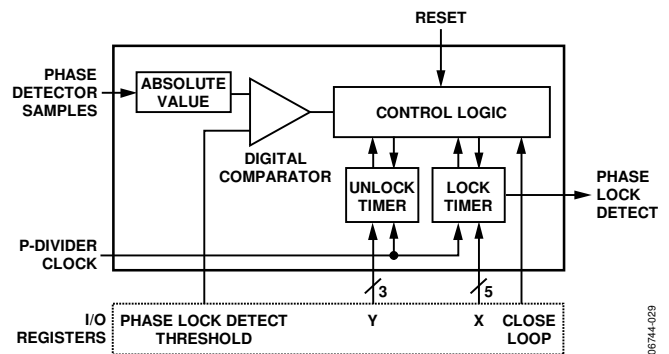 RESET
PHASE
DETECTOR
SAMPLES
ABSOLUTE
VALUE
CONTROL LOGIC
DIGITAL
COMPARATOR
UNLOCK
TIMER
LOCK
TIMER
PHASE
LOCK
DETECT
P-DIVIDER
CLOCK
3
5
I/O
REGISTERS
PHASE LOCK DETECT
THRESHOLD
Y
X
CLOSE
LOOP
06744-029